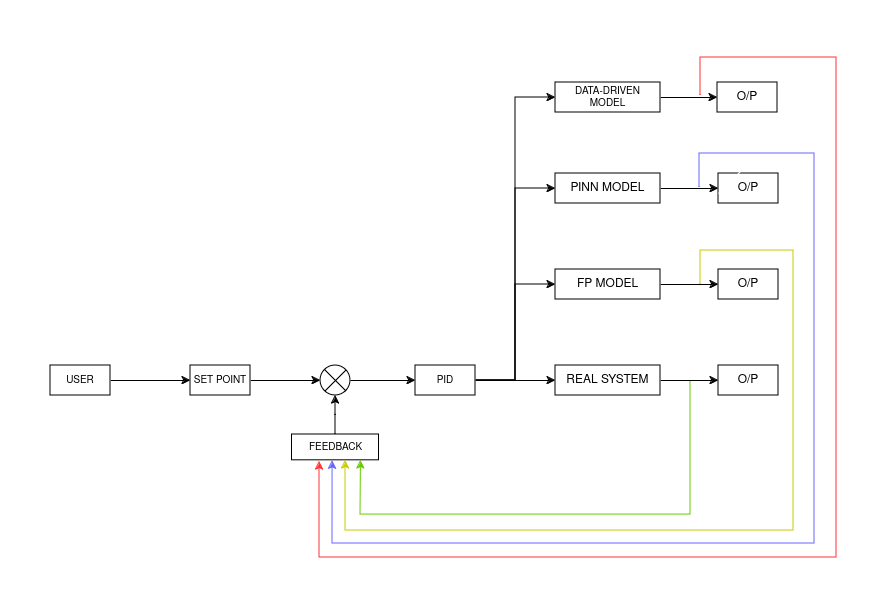 DATA-DRIVEN
MODEL
O/P
PINN MODEL
O/P
FP MODEL
O/P
USER
SET POINT
PID
REAL SYSTEM
O/P
FEEDBACK